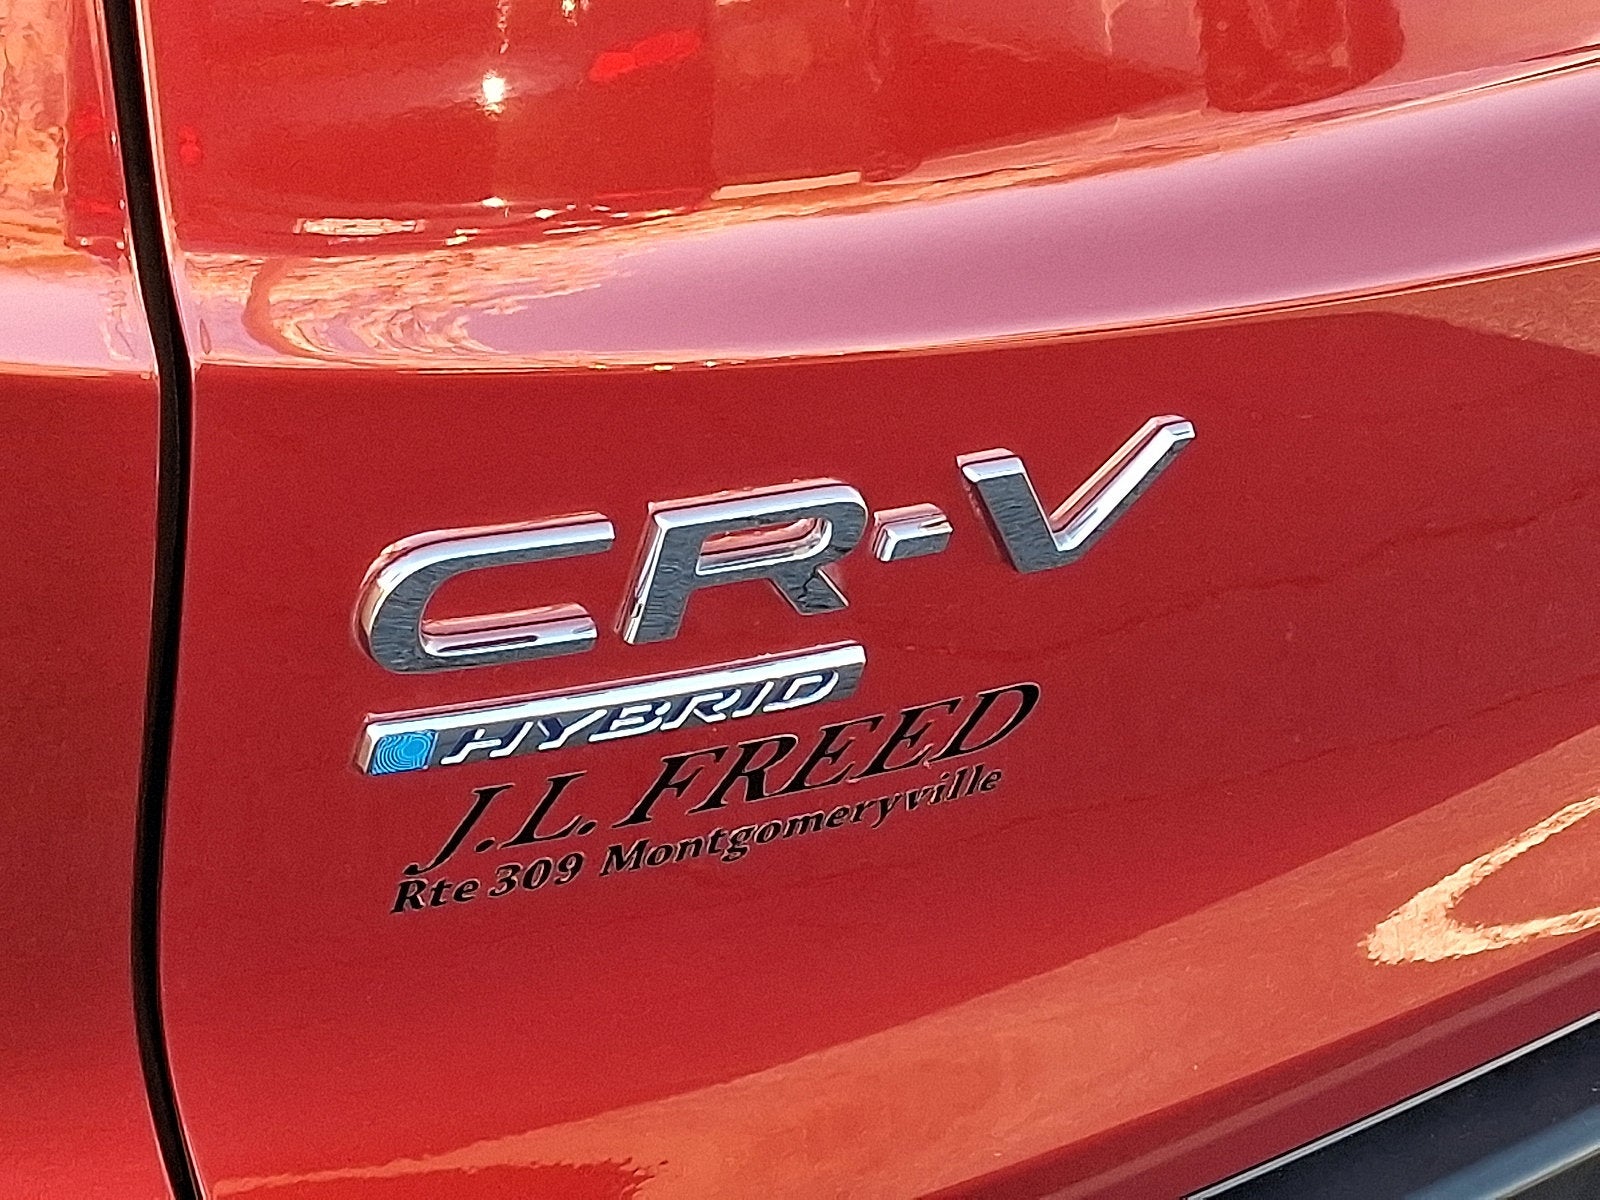 CR-V
HYBRID
J.L. FREED
Rte 309 Montgomeryville